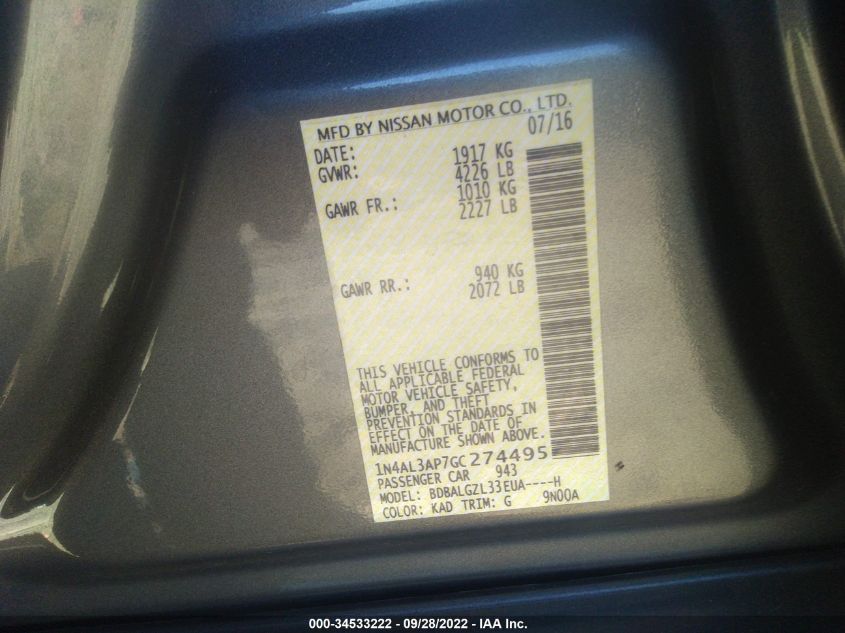 MFD BY NISSAN MOTOR CO., LTD.
DATE: 07/16
GVWR: 1917 KG
4226 LB
GAWR FR.: 1010 KG
2227 LB
GAWR RR.: 940 KG
2072 LB
THIS VEHICLE CONFORMS TO
ALL APPLICABLE FEDERAL
MOTOR VEHICLE SAFETY,
BUMPER, AND THEFT
PREVENTION STANDARDS IN
EFFECT ON THE DATE OF
MANUFACTURE SHOWN ABOVE.
1N4AL3AP7GC274495
PASSENGER CAR 943
MODEL: BDBALGZL33EUA----H
COLOR: KAD TRIM: G 9N00A
000-34533222 - 09/28/2022 - IAA Inc.